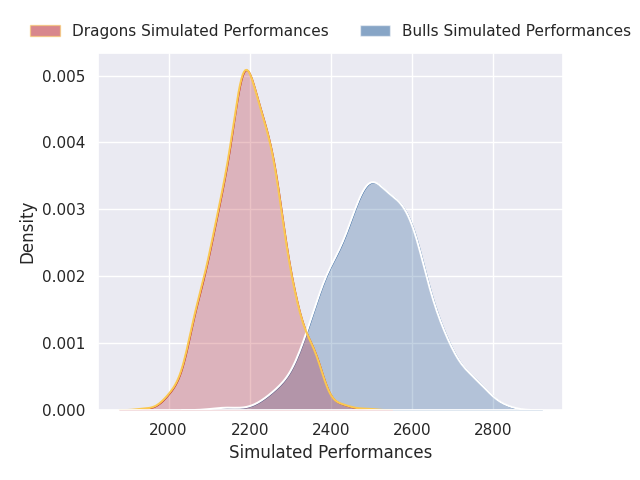 Dragons Simulated Performances Bulls Simulated Performances
0.005
0.004
0.003
0.002
0.001
0.000
Density
2000 2200 2400 2600 2800
Simulated Performances